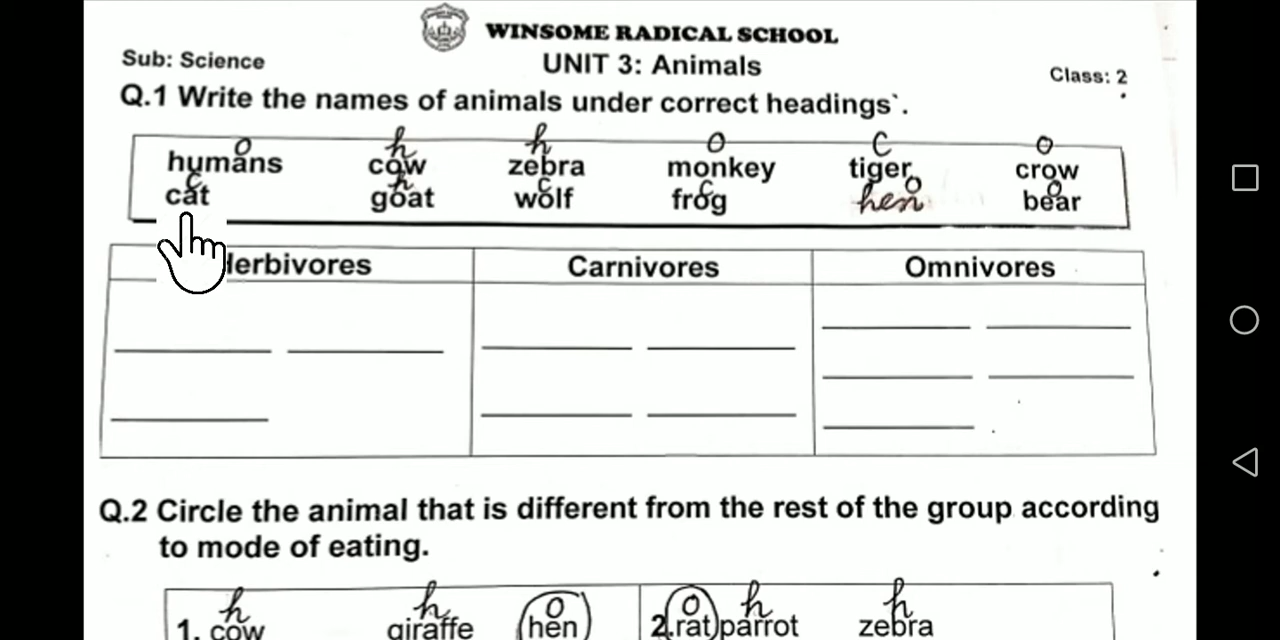 WINSOME RADICAL SCHOOL
Sub: Science
UNIT 3: Animals
Class: 2
Q.1 Write the names of animals under correct headings`.
o h h o c o
humans cow zebra monkey tiger crow
c h c c o o
cat goat wolf frog hen bear
Herbivores Carnivores Omnivores
Q.2 Circle the animal that is different from the rest of the group according
to mode of eating.
h h o o h h
1. cow giraffe hen 2. rat parrot zebra